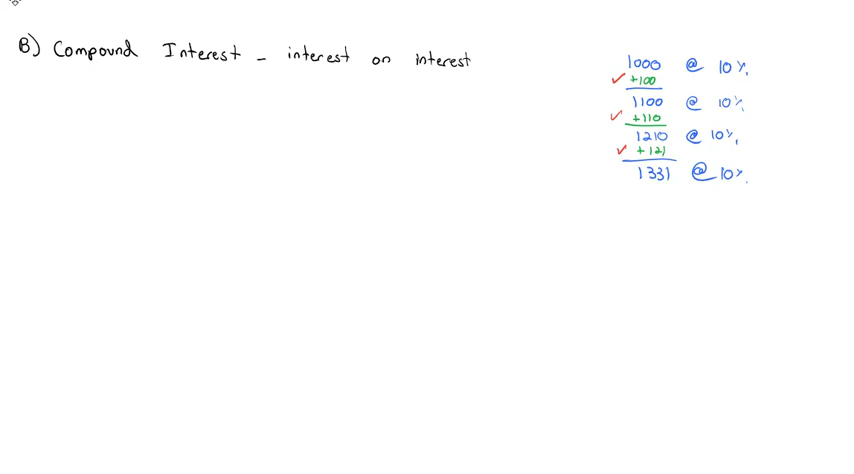 B) Compound Interest - interest on interest
1000 @ 10%
✓ +100
1100 @ 10%
✓ +110
1210 @ 10%
✓ +121
1331 @ 10%